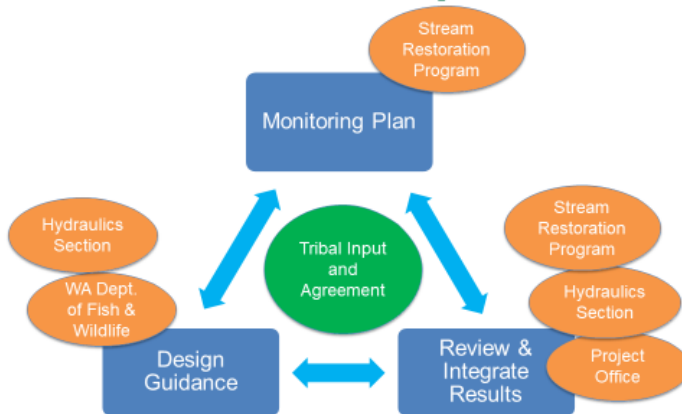 Stream
Restoration
Program
Monitoring Plan
Hydraulics
Section
WA Dept.
of Fish &
Wildlife
Design
Guidance
Tribal Input
and
Agreement
Stream
Restoration
Program
Hydraulics
Section
Project
Office
Review &
Integrate
Results